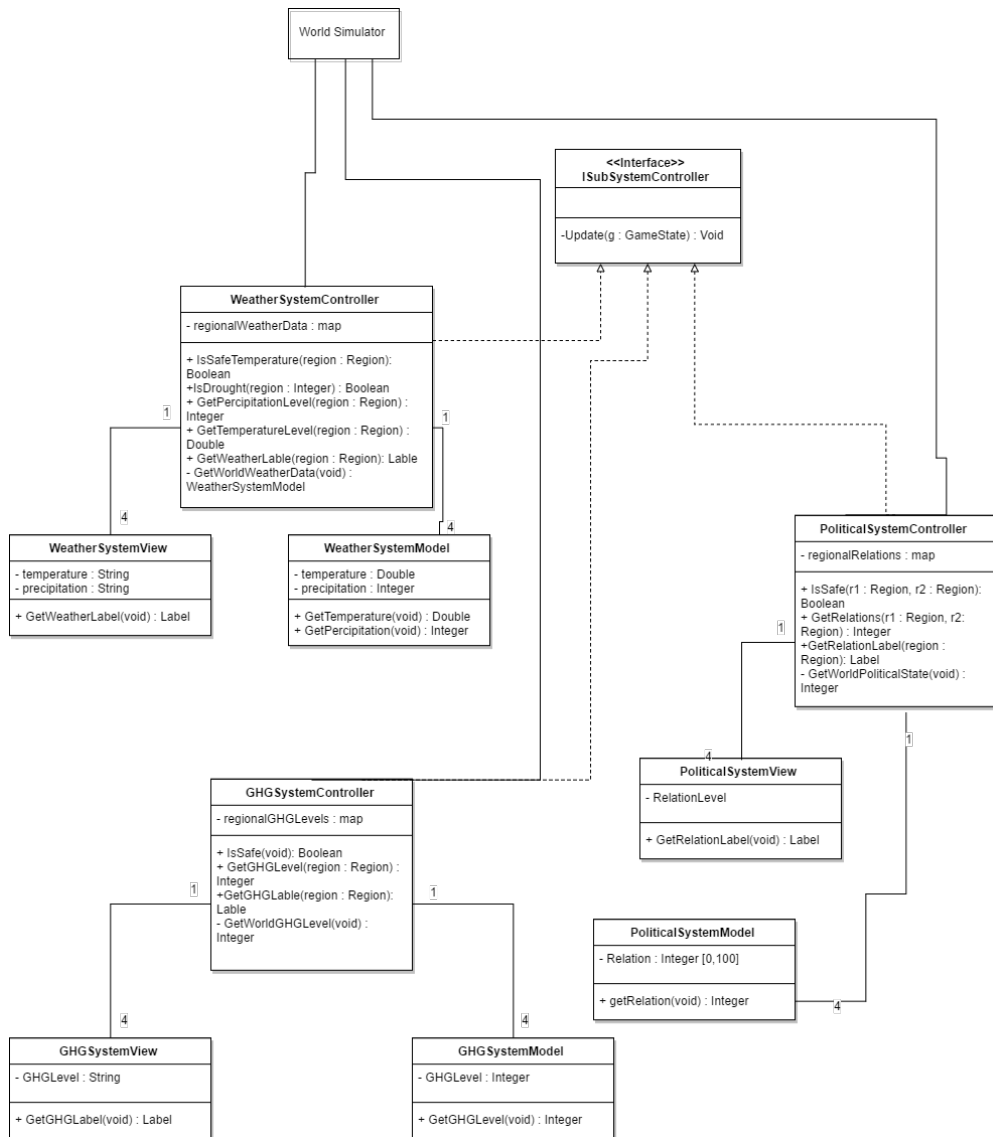 World Simulator
<<Interface>>
ISubSystemController
-Update(g : GameState) : Void
WeatherSystemController
- regionalWeatherData : map
+ IsSafeTemperature(region : Region):
Boolean
+IsDrought(region : Integer) : Boolean
+ GetPercipitationLevel(region : Region) :
Integer
+ GetTemperatureLevel(region : Region) :
Double
+ GetWeatherLable(region : Region): Lable
- GetWorldWeatherData(void) :
WeatherSystemModel
1
1
4
4
WeatherSystemView
- temperature : String
- precipitation : String
+ GetWeatherLabel(void) : Label
WeatherSystemModel
- temperature : Double
- precipitation : Integer
+ GetTemperature(void) : Double
+ GetPercipitation(void) : Integer
PoliticalSystemController
- regionalRelations : map
+ IsSafe(r1 : Region, r2 : Region):
Boolean
+ GetRelations(r1 : Region, r2:
Region) : Integer
+GetRelationLabel(region :
Region): Label
- GetWorldPoliticalState(void) :
Integer
1
1
4
PoliticalSystemView
- RelationLevel
+ GetRelationLabel(void) : Label
GHGSystemController
- regionalGHGLevels : map
+ IsSafe(void): Boolean
+ GetGHGLevel(region : Region) :
Integer
+GetGHGLable(region : Region):
Lable
- GetWorldGHGLevel(void) :
Integer
1
1
PoliticalSystemModel
- Relation : Integer [0,100]
+ getRelation(void) : Integer
4
4
4
GHGSystemView
- GHGLevel : String
+ GetGHGLabel(void) : Label
GHGSystemModel
- GHGLevel : Integer
+ GetGHGLevel(void) : Integer